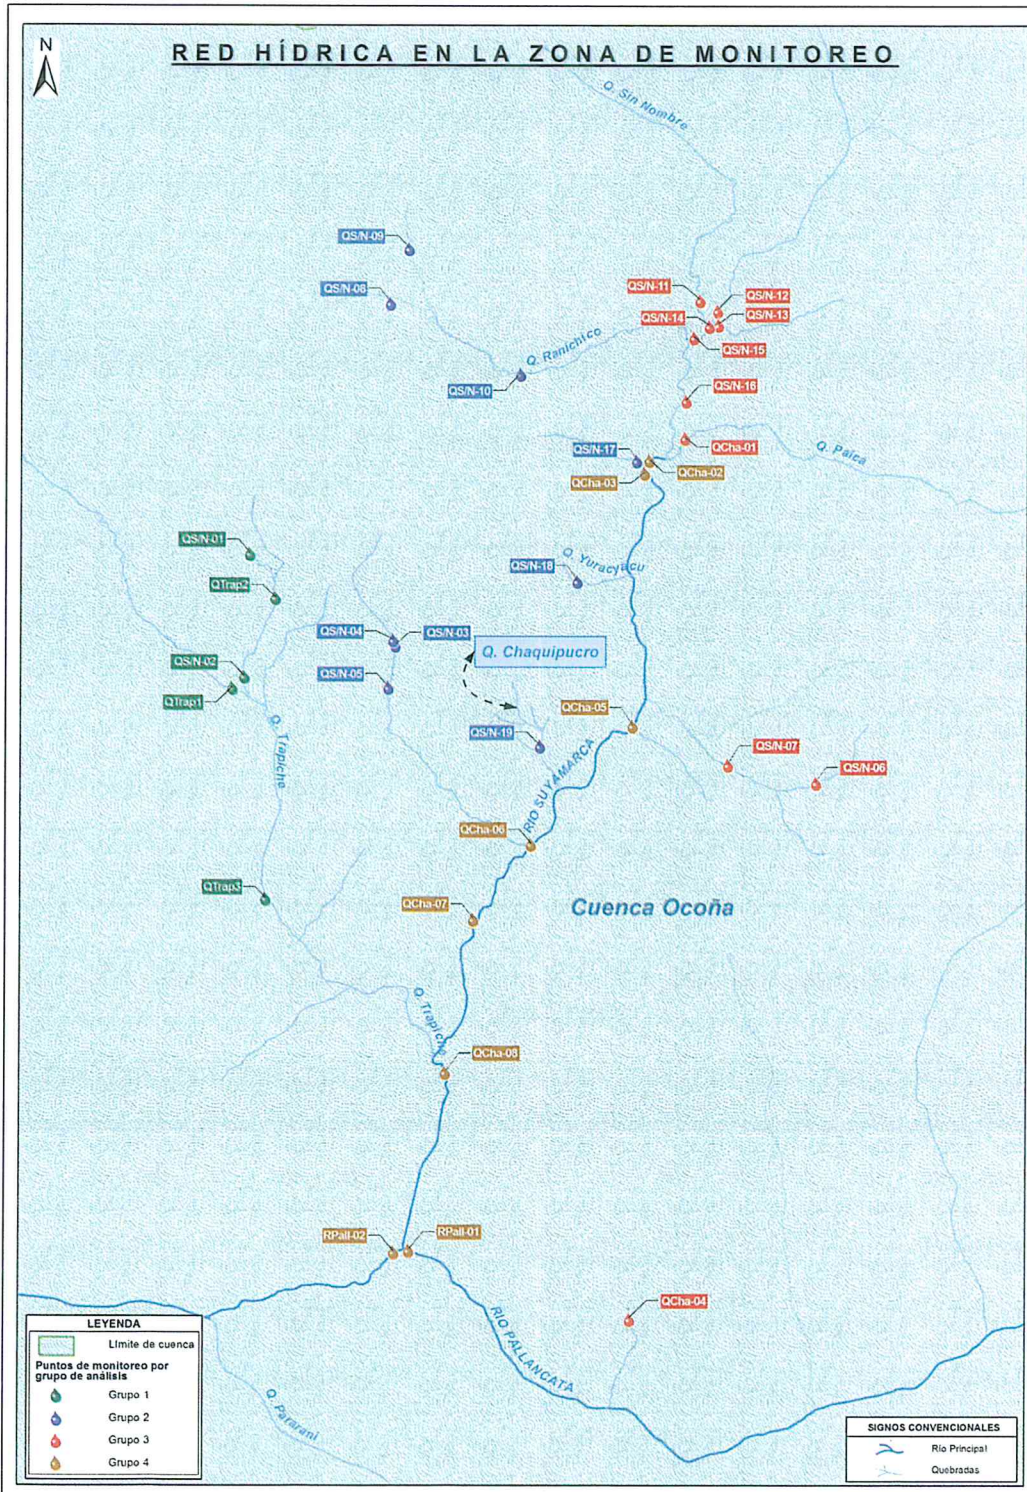 RED HÍDRICA EN LA ZONA DE MONITOREO
N
Q. Sin Nombre
QS/N-09
QS/N-08
QS/N-11
QS/N-12
QS/N-14
QS/N-13
QS/N-15
Q. Ranichico
QS/N-10
QS/N-16
QCha-01
Q. Paica
QS/N-17
QCha-02
QCha-03
QS/N-01
Q. Yuracyacu
QS/N-18
QTrap2
QS/N-04
QS/N-03
Q. Chaquipucro
QS/N-02
QS/N-05
QTrap1
QCha-05
Q. Trapiche
QS/N-19
RIO SUYAMARCA
QS/N-07
QS/N-06
QCha-06
QTrap3
QCha-07
Cuenca Ocoña
Q. Trapiche
QCha-08
RPall-02
RPall-01
QCha-04
RIO PALLANCATA
Q. Pararani
LEYENDA
Límite de cuenca
Puntos de monitoreo por
grupo de análisis
Grupo 1
Grupo 2
Grupo 3
Grupo 4
SIGNOS CONVENCIONALES
Río Principal
Quebradas